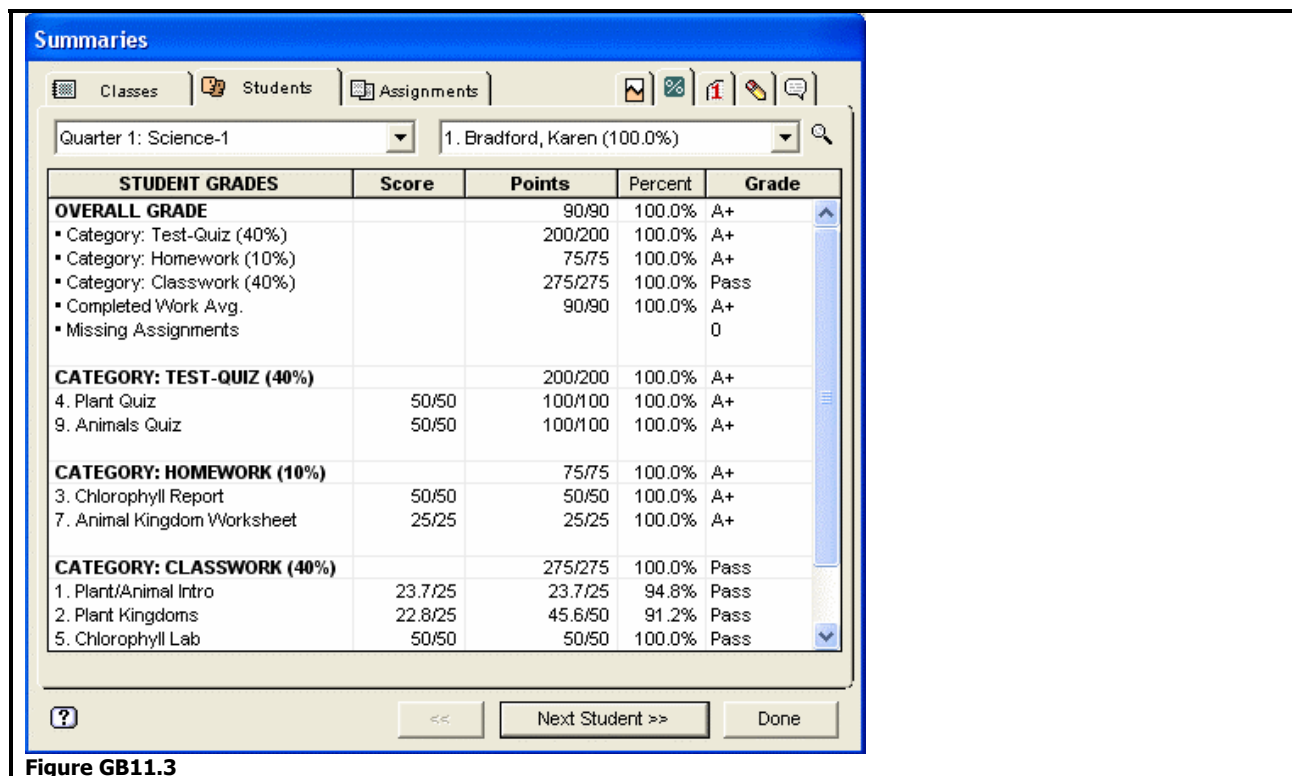 Summaries
Classes Students Assignments % 1
Quarter 1: Science-1 1. Bradford, Karen (100.0%)
STUDENT GRADES Score Points Percent Grade
OVERALL GRADE 90/90 100.0% A+
▪ Category: Test-Quiz (40%) 200/200 100.0% A+
▪ Category: Homework (10%) 75/75 100.0% A+
▪ Category: Classwork (40%) 275/275 100.0% Pass
▪ Completed Work Avg. 90/90 100.0% A+
▪ Missing Assignments 0
CATEGORY: TEST-QUIZ (40%) 200/200 100.0% A+
4. Plant Quiz 50/50 100/100 100.0% A+
9. Animals Quiz 50/50 100/100 100.0% A+
CATEGORY: HOMEWORK (10%) 75/75 100.0% A+
3. Chlorophyll Report 50/50 50/50 100.0% A+
7. Animal Kingdom Worksheet 25/25 25/25 100.0% A+
CATEGORY: CLASSWORK (40%) 275/275 100.0% Pass
1. Plant/Animal Intro 23.7/25 23.7/25 94.8% Pass
2. Plant Kingdoms 22.8/25 45.6/50 91.2% Pass
5. Chlorophyll Lab 50/50 50/50 100.0% Pass
? << Next Student >> Done
Figure GB11.3